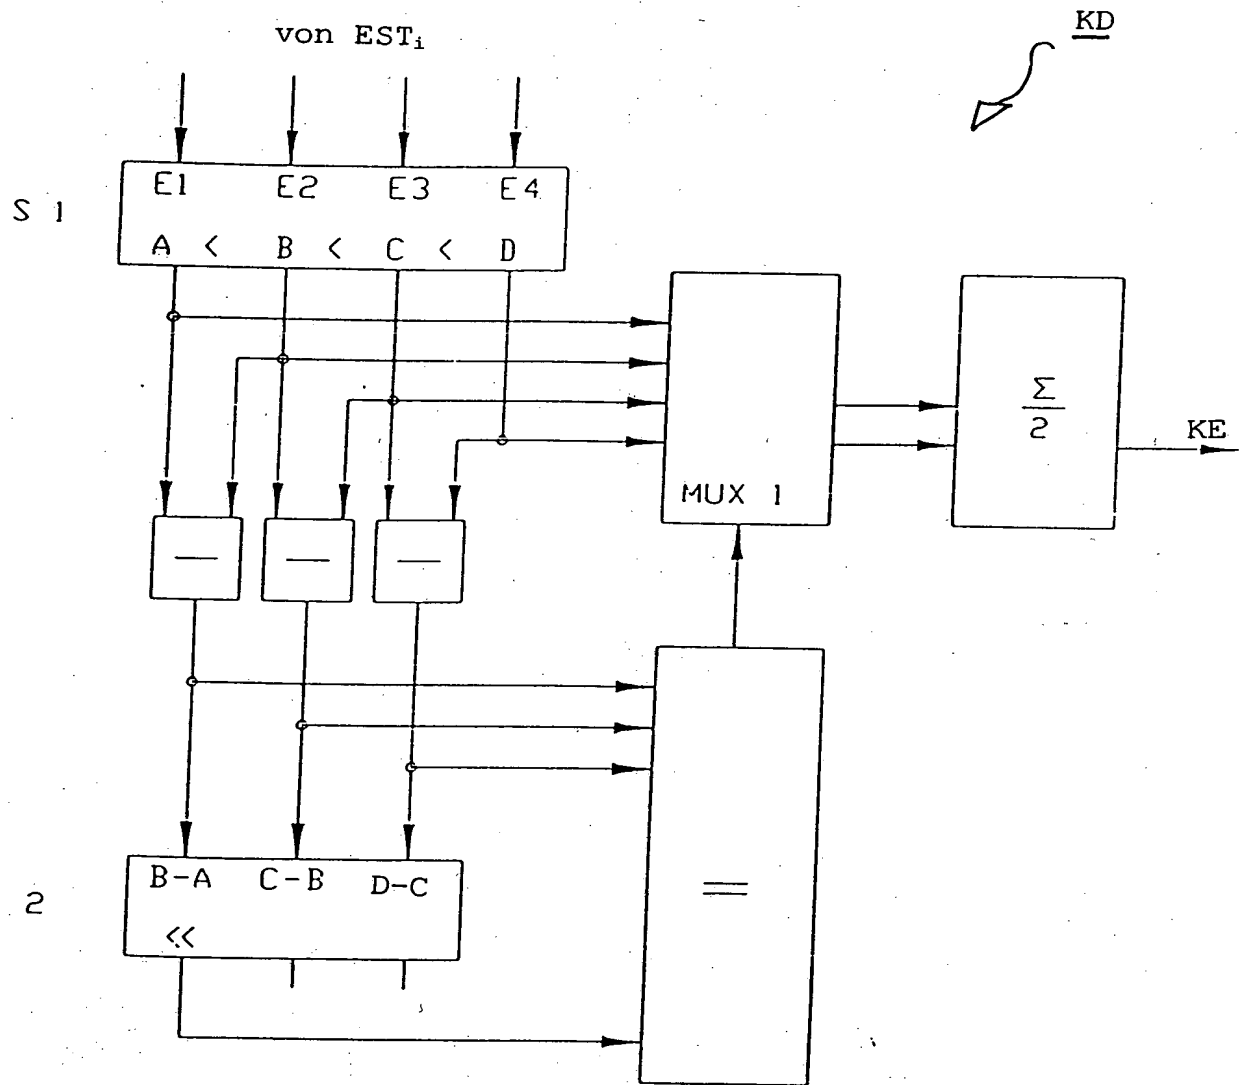 KD
von ESTi
E1 E2 E3 E4
S 1
A < B < C < D
Σ
2
KE
MUX 1
— — —
B-A C-B D-C
2
<<
=